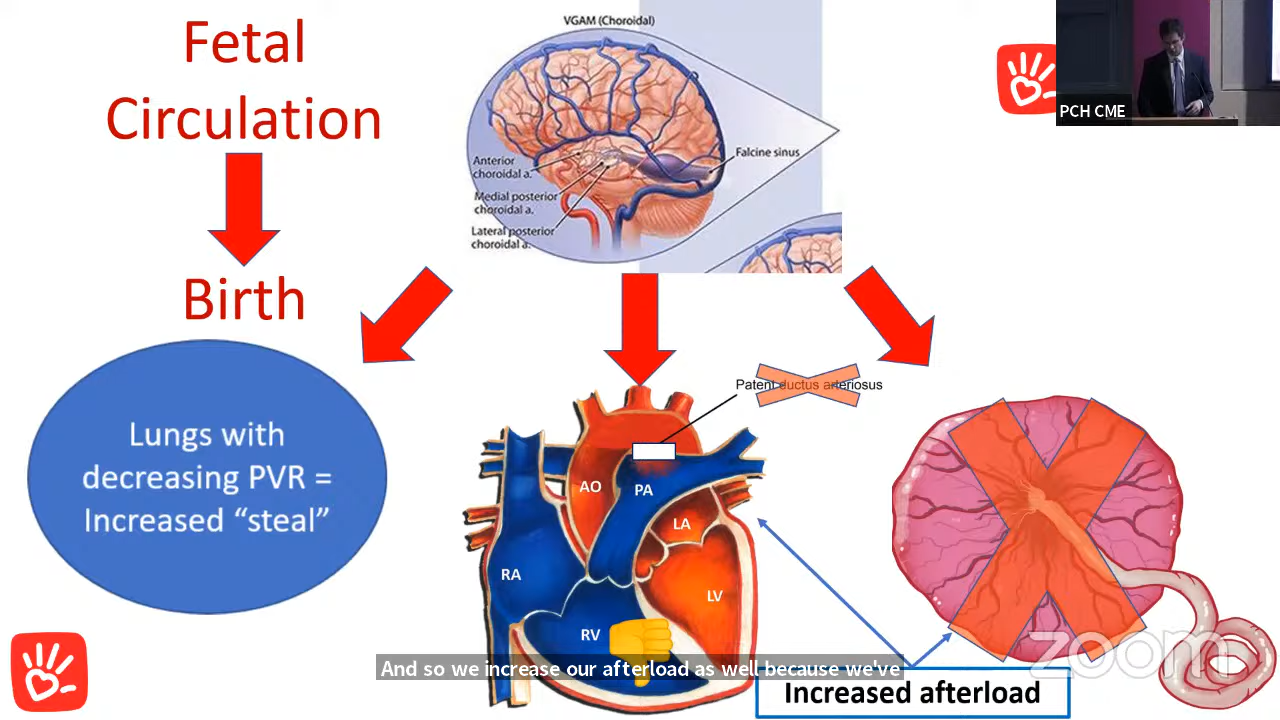 Fetal
Circulation
Birth
Lungs with
decreasing PVR =
Increased “steal”
VGAM (Choroidal)
Anterior
choroidal a.
Medial posterior
choroidal a.
Lateral posterior
choroidal a.
Falcine sinus
PCH CME
Patent ductus arteriosus
AO
PA
LA
RA
LV
RV
And so we increase our afterload as well because we've
Increased afterload
zoom